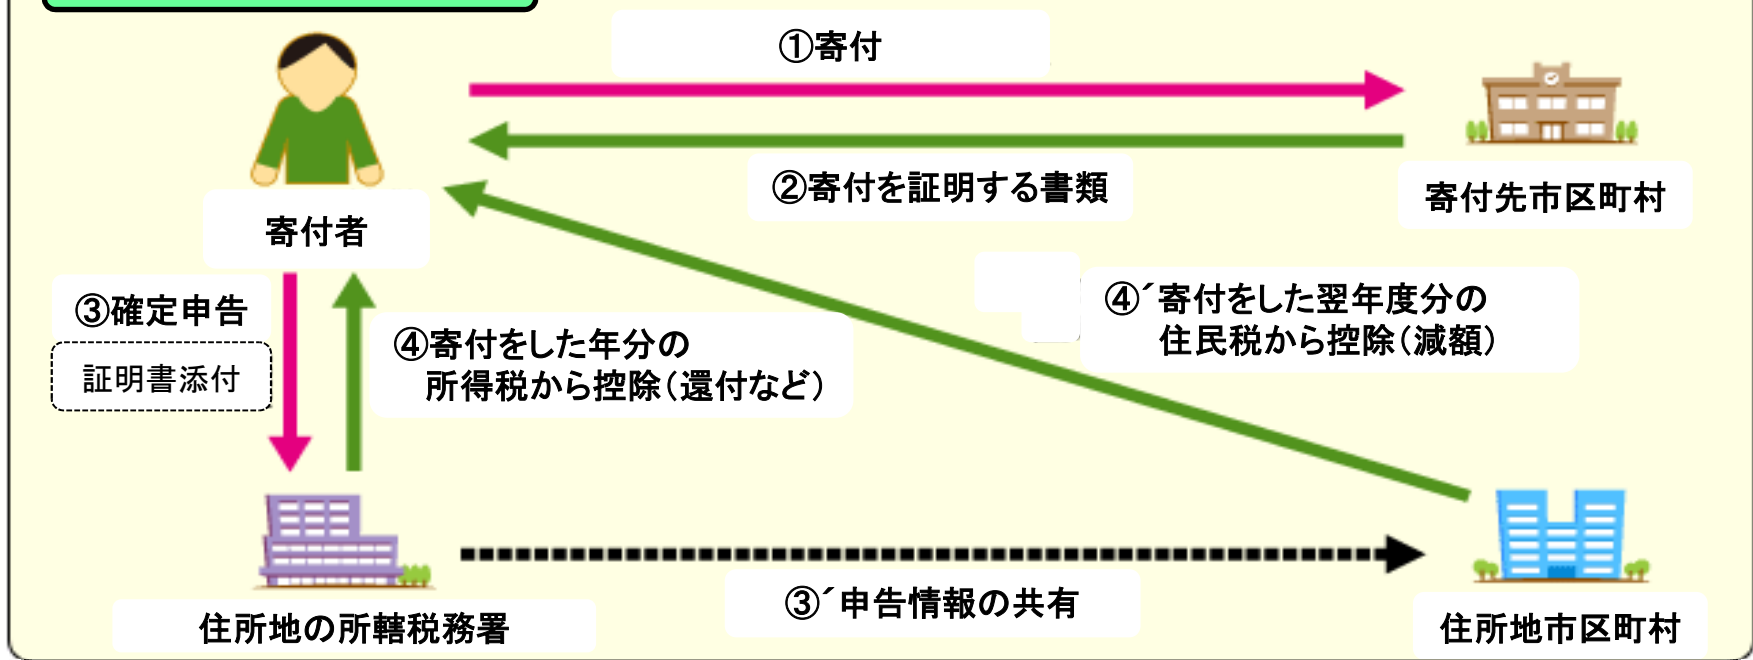 ①寄付
②寄付を証明する書類
寄付先市区町村
寄付者
③確定申告
証明書添付
④寄付をした年分の
所得税から控除(還付など)
④´寄付をした翌年度分の
住民税から控除(減額)
③´申告情報の共有
住所地の所轄税務署
住所地市区町村